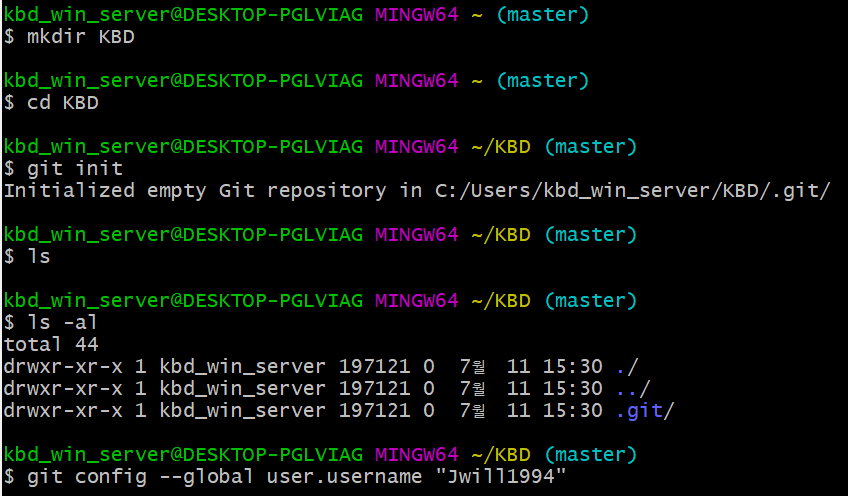 kbd_win_server@DESKTOP-PGLVIAG MINGW64 ~ (master)
$ mkdir KBD
kbd_win_server@DESKTOP-PGLVIAG MINGW64 ~ (master)
$ cd KBD
kbd_win_server@DESKTOP-PGLVIAG MINGW64 ~/KBD (master)
$ git init
Initialized empty Git repository in C:/Users/kbd_win_server/KBD/.git/
kbd_win_server@DESKTOP-PGLVIAG MINGW64 ~/KBD (master)
$ ls
kbd_win_server@DESKTOP-PGLVIAG MINGW64 ~/KBD (master)
$ ls -al
total 44
drwxr-xr-x 1 kbd_win_server 197121 0  7월  11 15:30 ./
drwxr-xr-x 1 kbd_win_server 197121 0  7월  11 15:30 ../
drwxr-xr-x 1 kbd_win_server 197121 0  7월  11 15:30 .git/
kbd_win_server@DESKTOP-PGLVIAG MINGW64 ~/KBD (master)
$ git config --global user.username "Jwill1994"